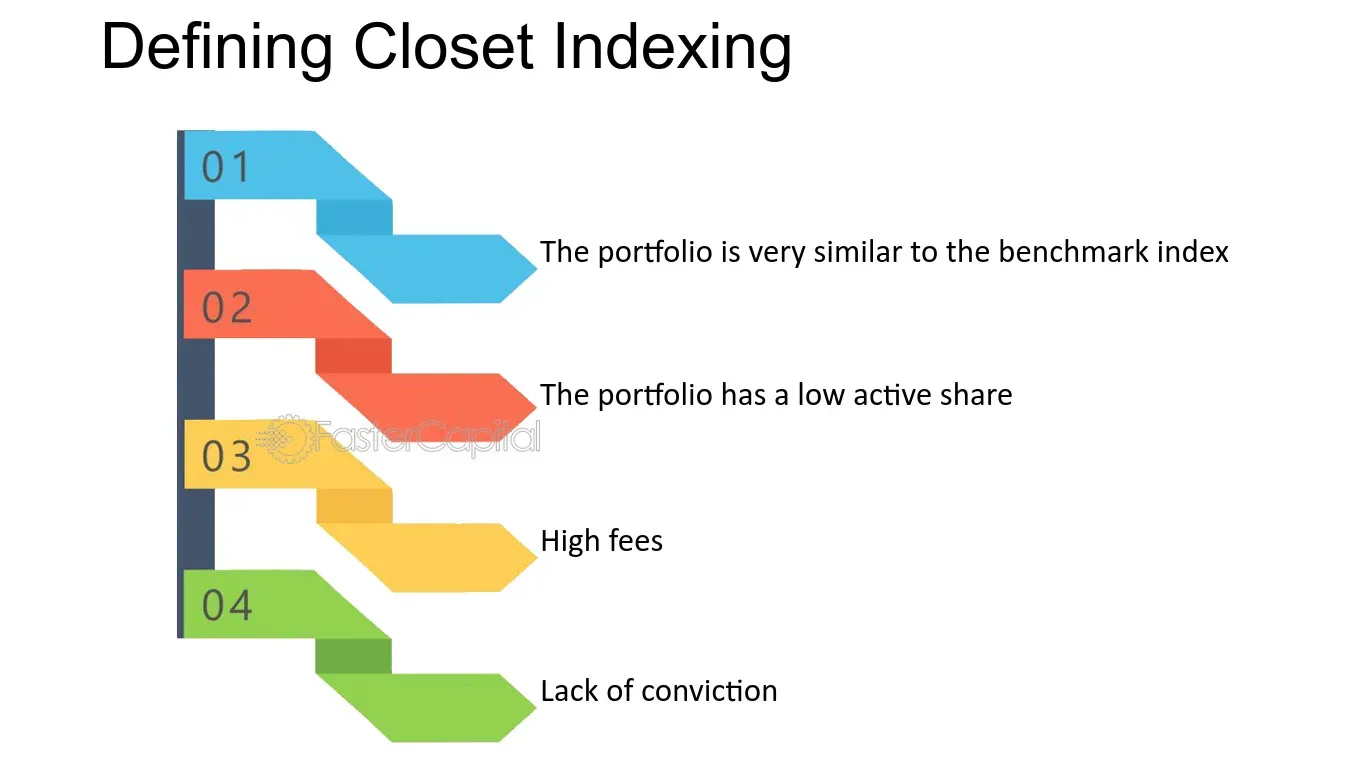 Defining Closet Indexing
01
The portfolio is very similar to the benchmark index
02
The portfolio has a low active share
FasterCapital
03
High fees
04
Lack of conviction